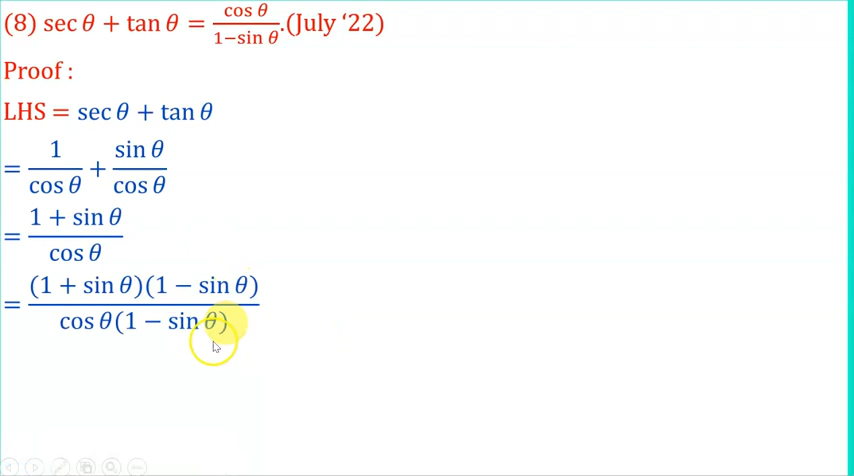 (8) sec θ + tan θ = cos θ / 1−sin θ .(July ‘22)
Proof :
LHS = sec θ + tan θ
= 1 / cos θ + sin θ / cos θ
= 1 + sin θ / cos θ
= (1 + sin θ)(1 − sin θ) / cos θ(1 − sin θ)